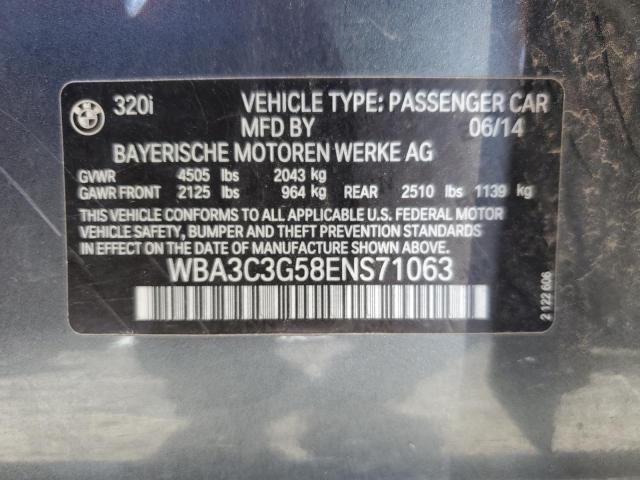 BMW 320i VEHICLE TYPE: PASSENGER CAR
MFD BY 06/14
BAYERISCHE MOTOREN WERKE AG
GVWR 4505 lbs 2043 kg
GAWR FRONT 2125 lbs 964 kg REAR 2510 lbs 1139 kg
THIS VEHICLE CONFORMS TO ALL APPLICABLE U.S. FEDERAL MOTOR
VEHICLE SAFETY, BUMPER AND THEFT PREVENTION STANDARDS
IN EFFECT ON THE DATE OF MANUFACTURE SHOWN ABOVE.
WBA3C3G58ENS71063
2 122 606